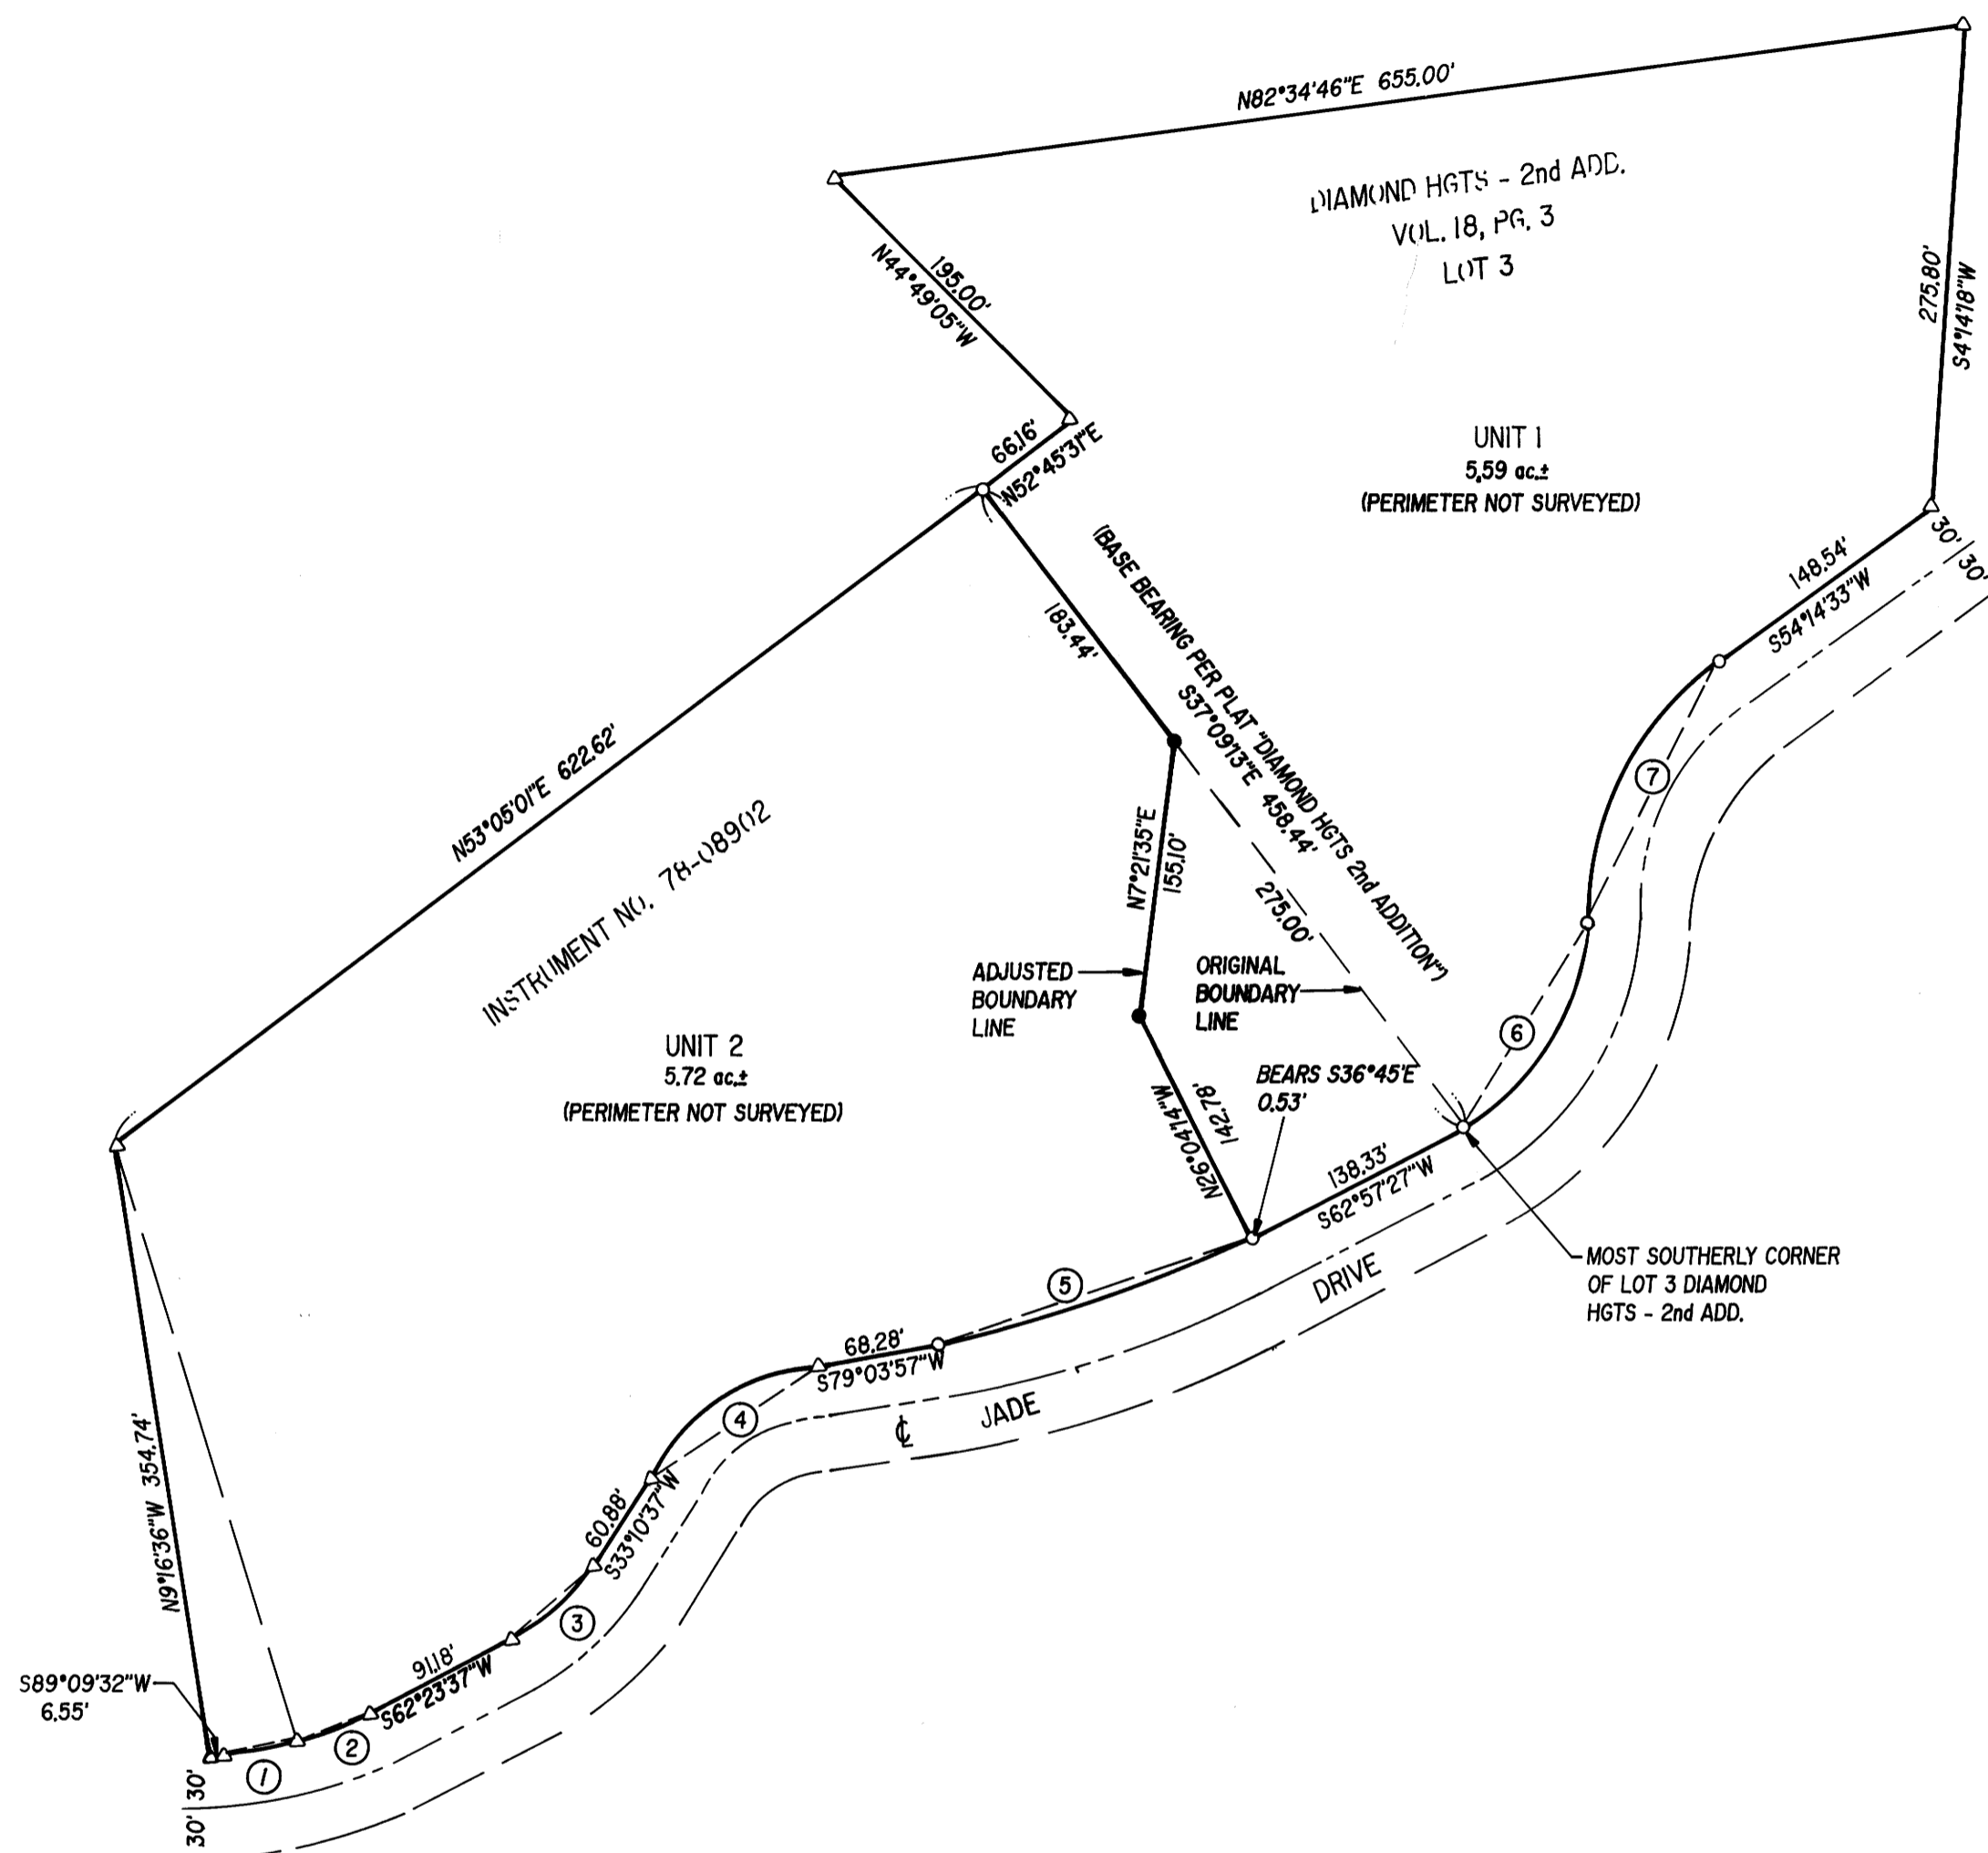 N82°34'46"E 655.00'
DIAMOND HGTS - 2nd ADD.
VOL. 18, PG. 3
LOT 3
195.00'
N44°49'05"W
275.80'
S4°14'18"W
66.16'
N52°45'31"E
UNIT 1
5.59 ac.±
(PERIMETER NOT SURVEYED)
30' 30'
148.54'
S54°14'33"W
(BASE BEARING PER PLAT "DIAMOND HGTS 2nd ADDITION")
S37°09'13"E 458.44'
183.44'
275.00'
7
N53°05'01"E 622.62'
INSTRUMENT NO. 78-08902
N7°21'35"E
155.10'
ADJUSTED
BOUNDARY
LINE
ORIGINAL
BOUNDARY
LINE
6
UNIT 2
5.72 ac.±
(PERIMETER NOT SURVEYED)
BEARS S36°45'E
0.53'
N26°04'14"W
142.78'
138.33'
S62°57'27"W
MOST SOUTHERLY CORNER
OF LOT 3 DIAMOND
HGTS - 2nd ADD.
5
DRIVE
68.28'
S79°03'57"W
JADE
℄
4
N9°16'36"W 354.74'
60.88'
S33°10'37"W
3
91.18'
S62°23'37"W
S89°09'32"W
6.55'
2
1
30' 30'